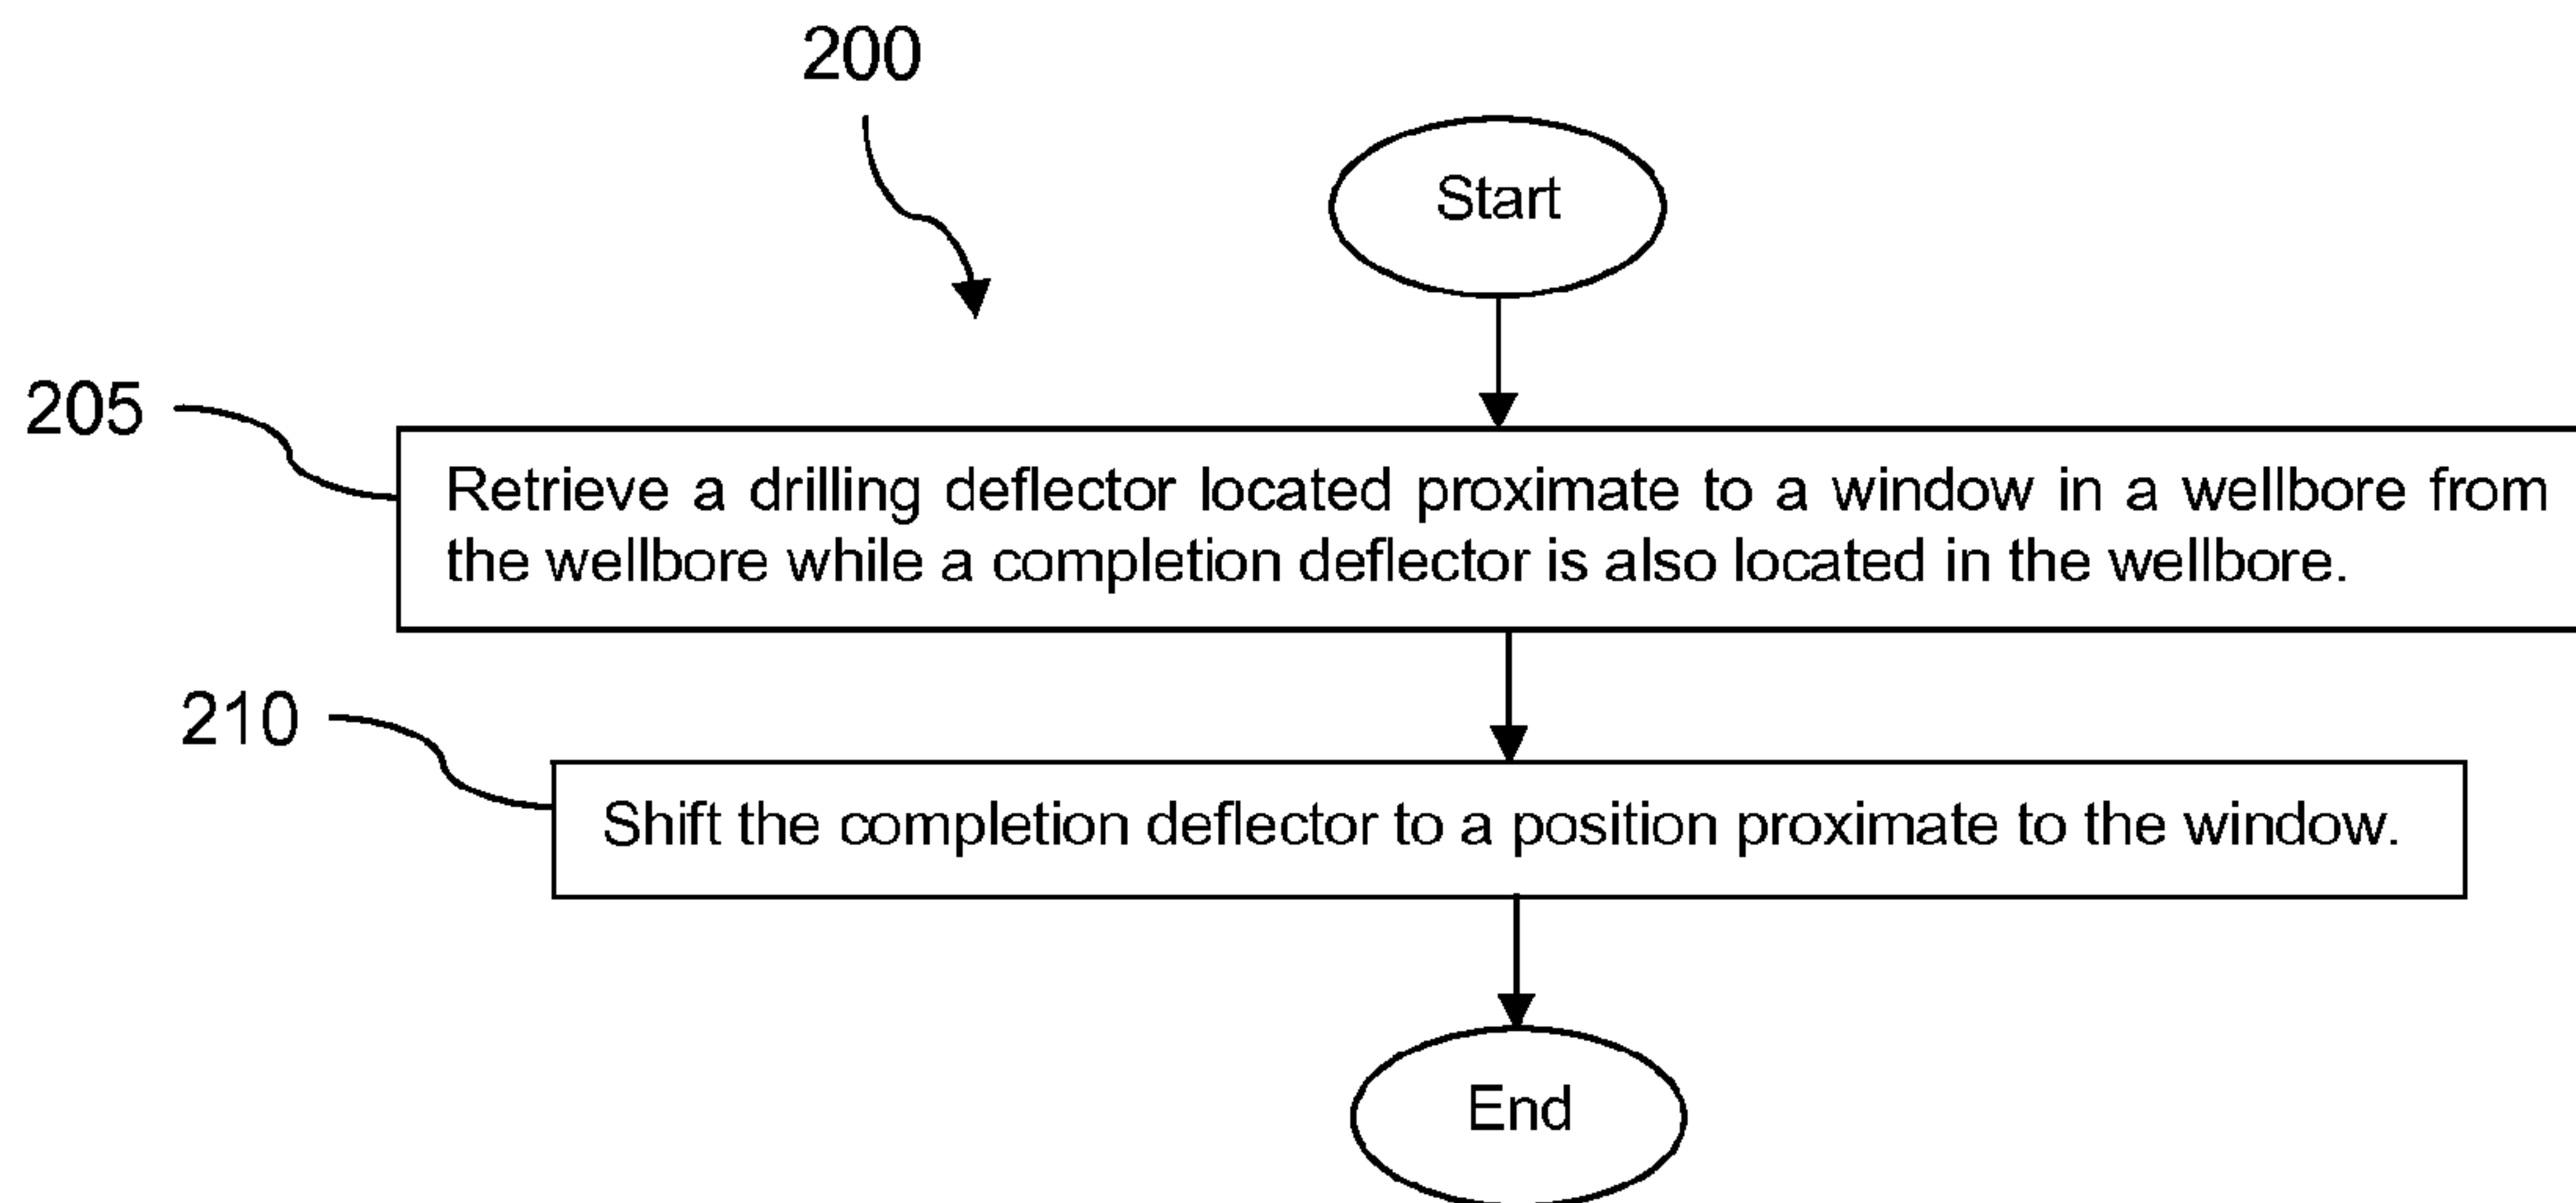 200
Start
205
Retrieve a drilling deflector located proximate to a window in a wellbore from
the wellbore while a completion deflector is also located in the wellbore.
210
Shift the completion deflector to a position proximate to the window.
End